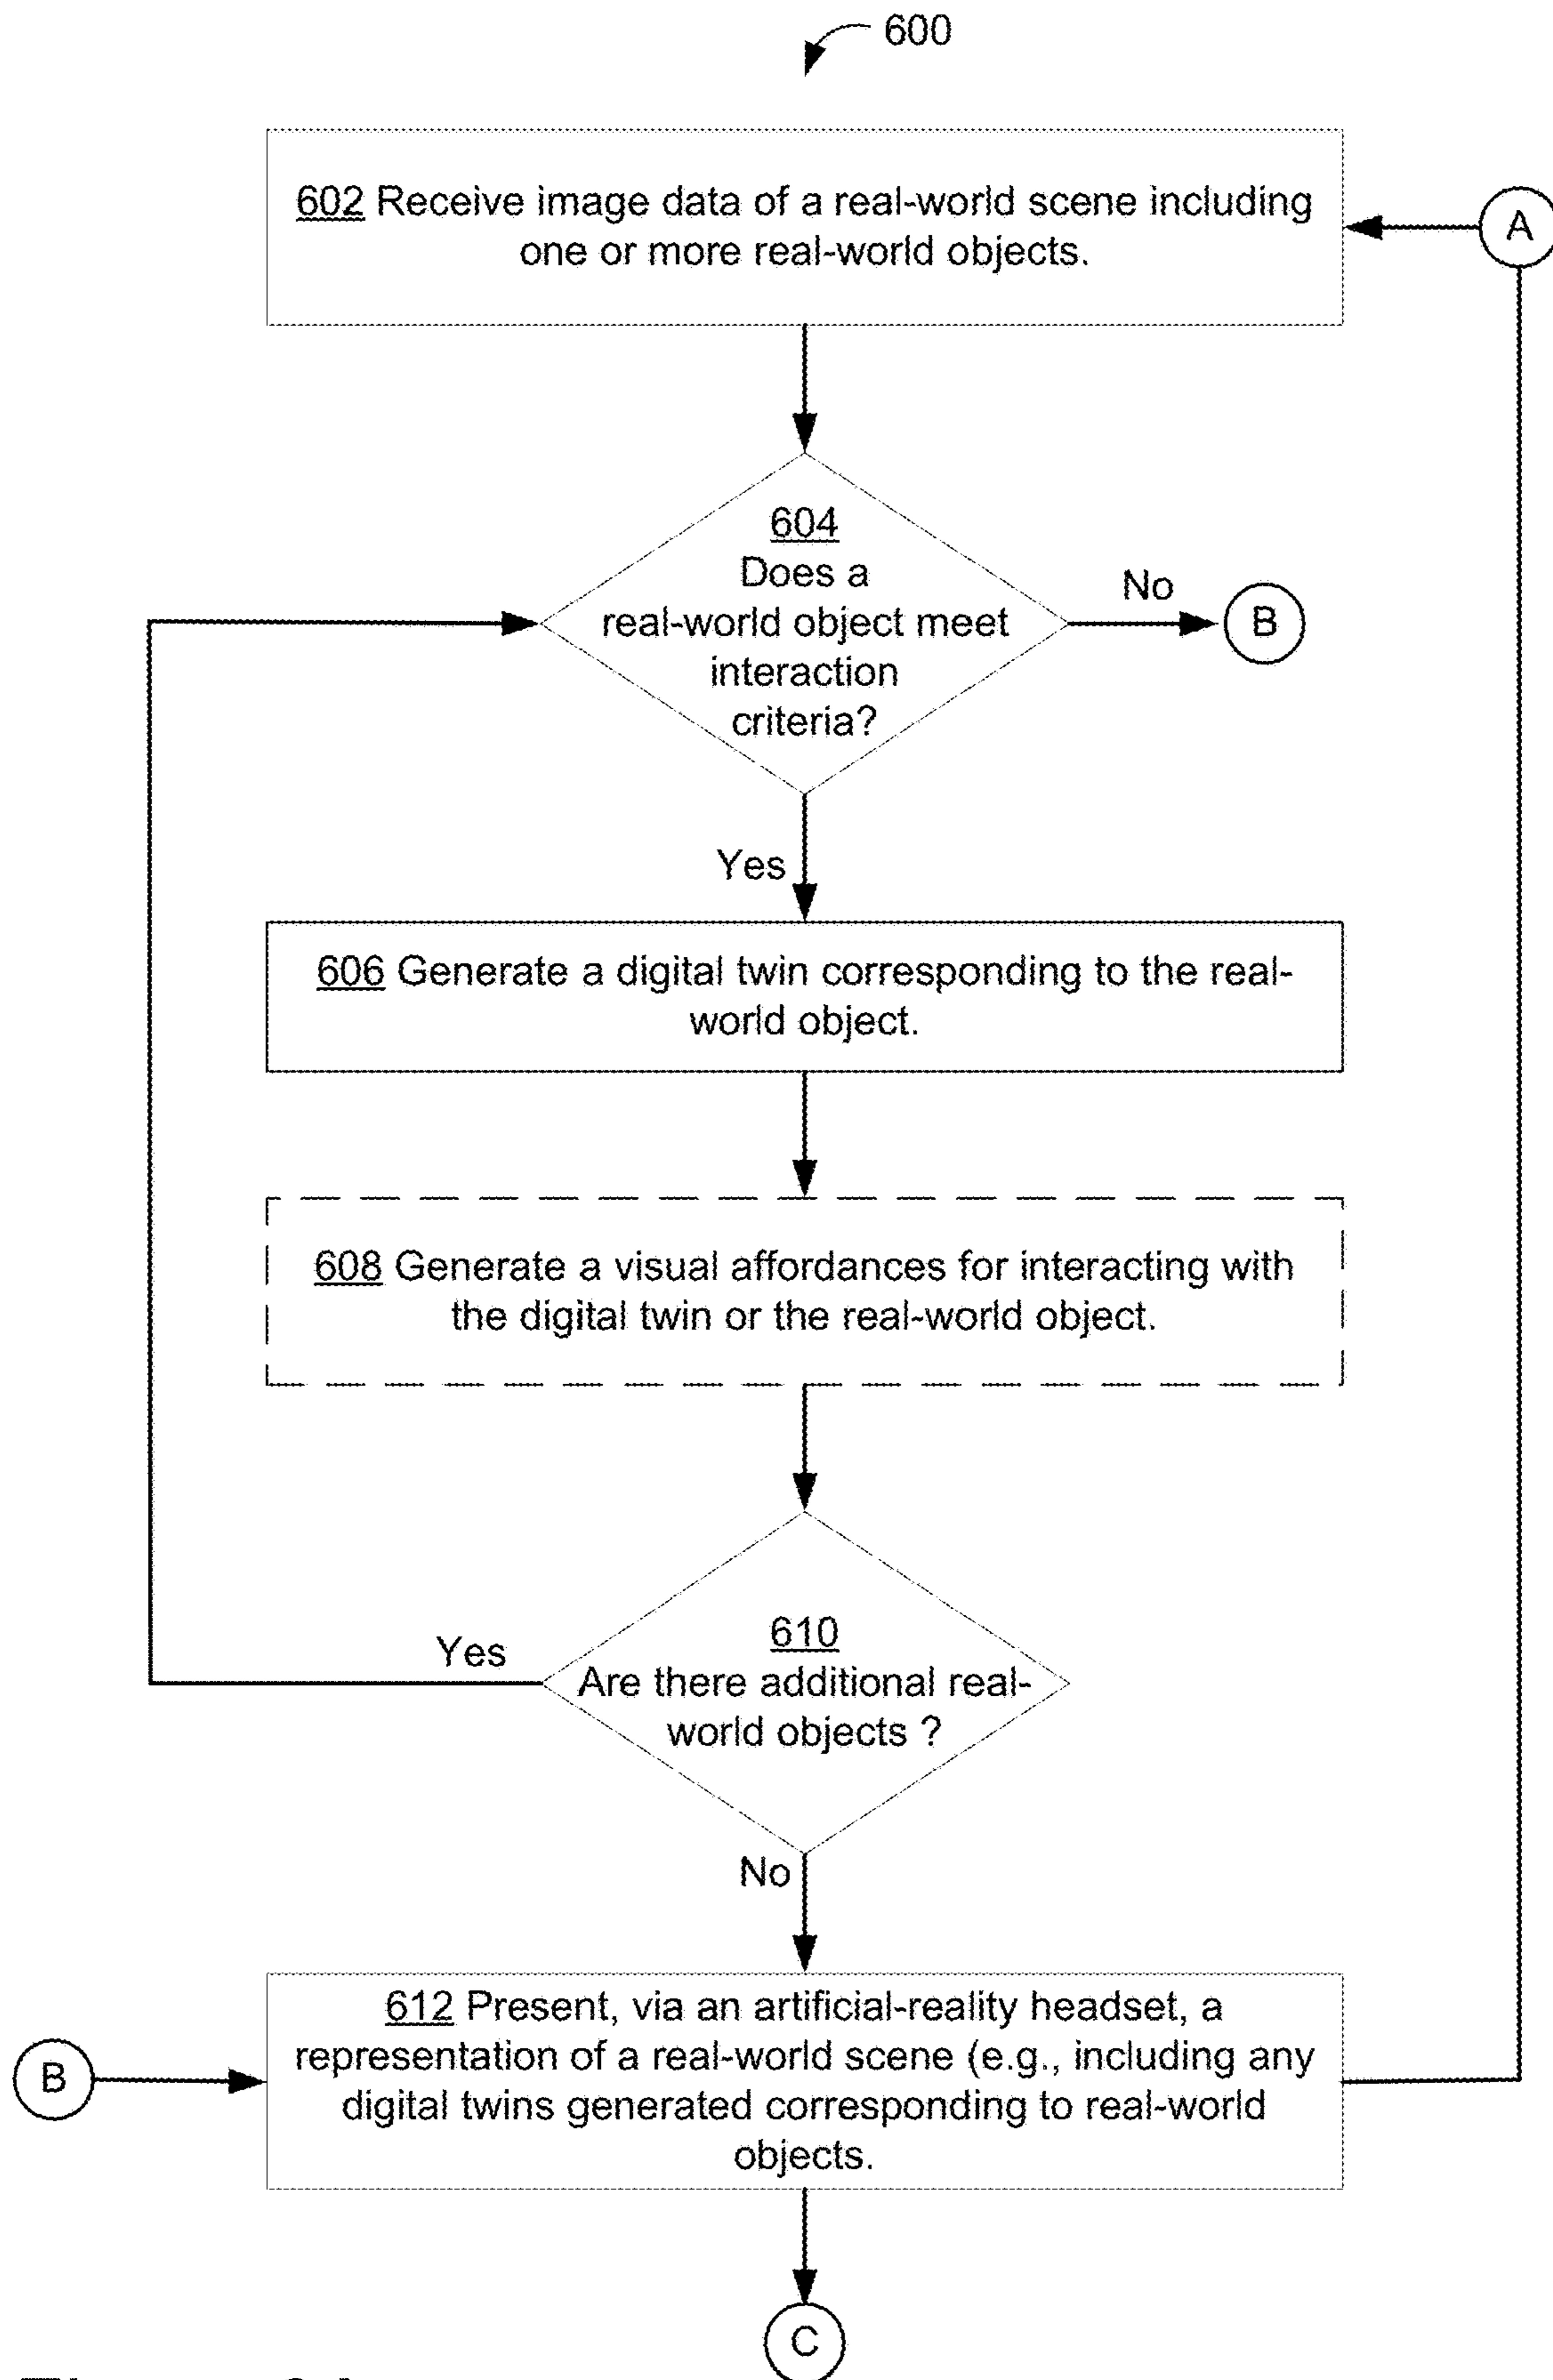 600
602 Receive image data of a real-world scene including
one or more real-world objects.
A
604
Does a
real-world object meet
interaction
criteria?
No
B
Yes
606 Generate a digital twin corresponding to the real-
world object.
608 Generate a visual affordances for interacting with
the digital twin or the real-world object.
610
Are there additional real-
world objects ?
Yes
No
612 Present, via an artificial-reality headset, a
representation of a real-world scene (e.g., including any
digital twins generated corresponding to real-world
objects.
B
C